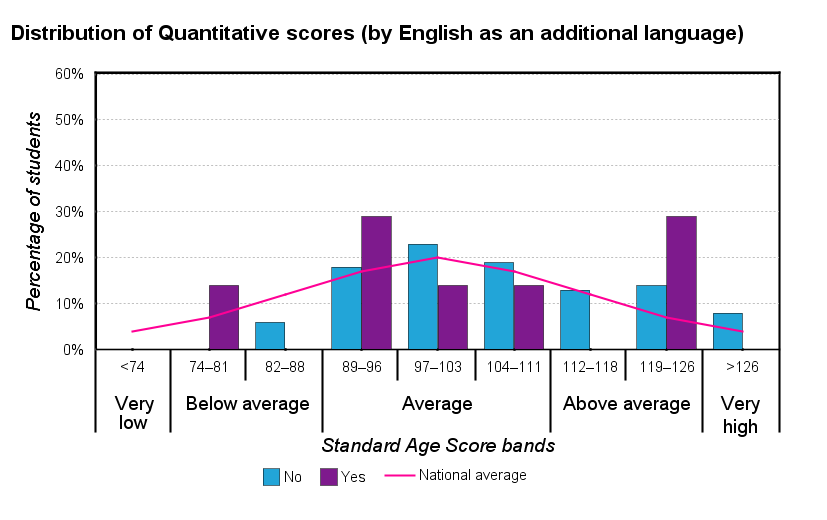 Distribution of Quantitative scores (by English as an additional language)
Percentage of students
60%
50%
40%
30%
20%
10%
0%
<74 74–81 82–88 89–96 97–103 104–111 112–118 119–126 >126
Very low Below average Average Above average Very high
Standard Age Score bands
No Yes National average